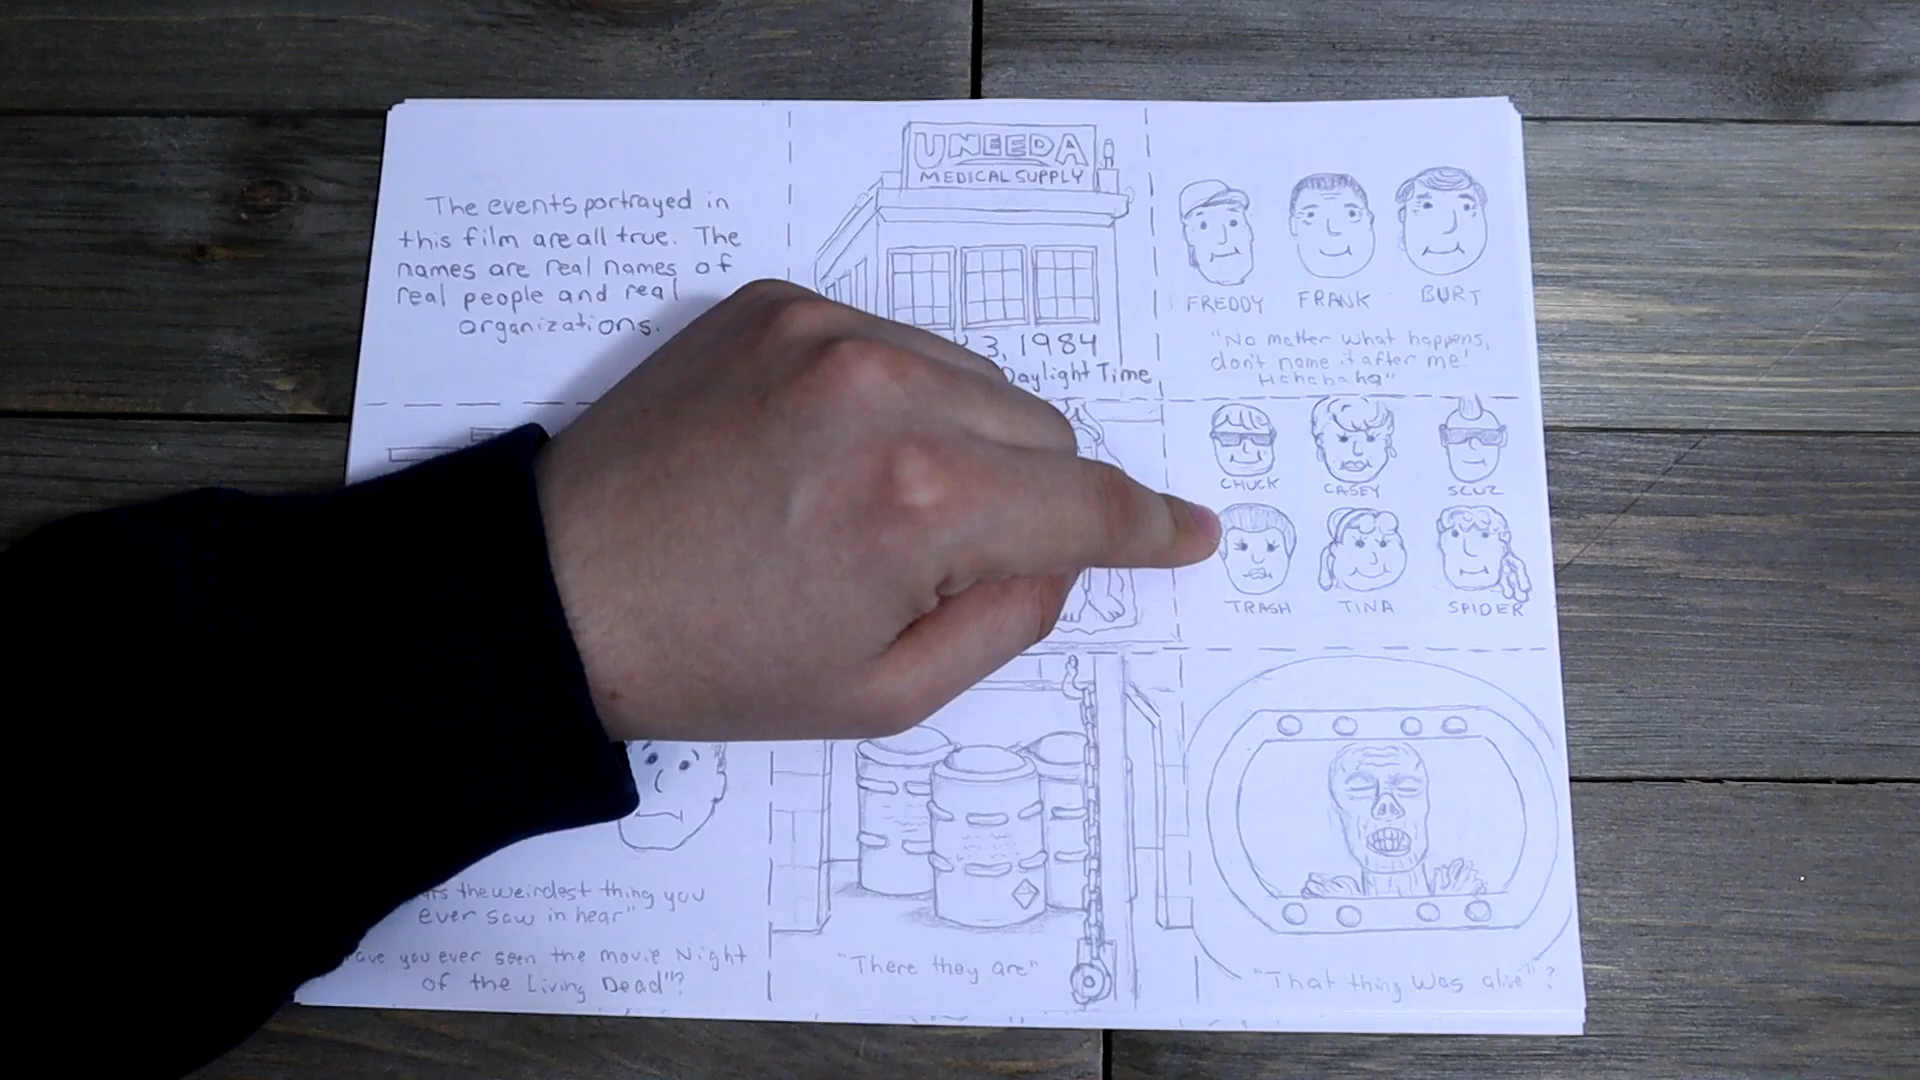 The events portrayed in
this film are all true. The
names are real names of
real people and real
organizations.
UNEEDA
MEDICAL SUPPLY
3, 1984
Daylight Time
FREDDY FRANK BURT
"No matter what happens,
don't name it after me!
Hahahaha"
CHUCK CASEY SCUZ
TRASH TINA SPIDER
the weirdest thing you
ever saw in hear"
you ever seen the movie Night
of the Living Dead"?
"There they are"
"That thing was alive"?